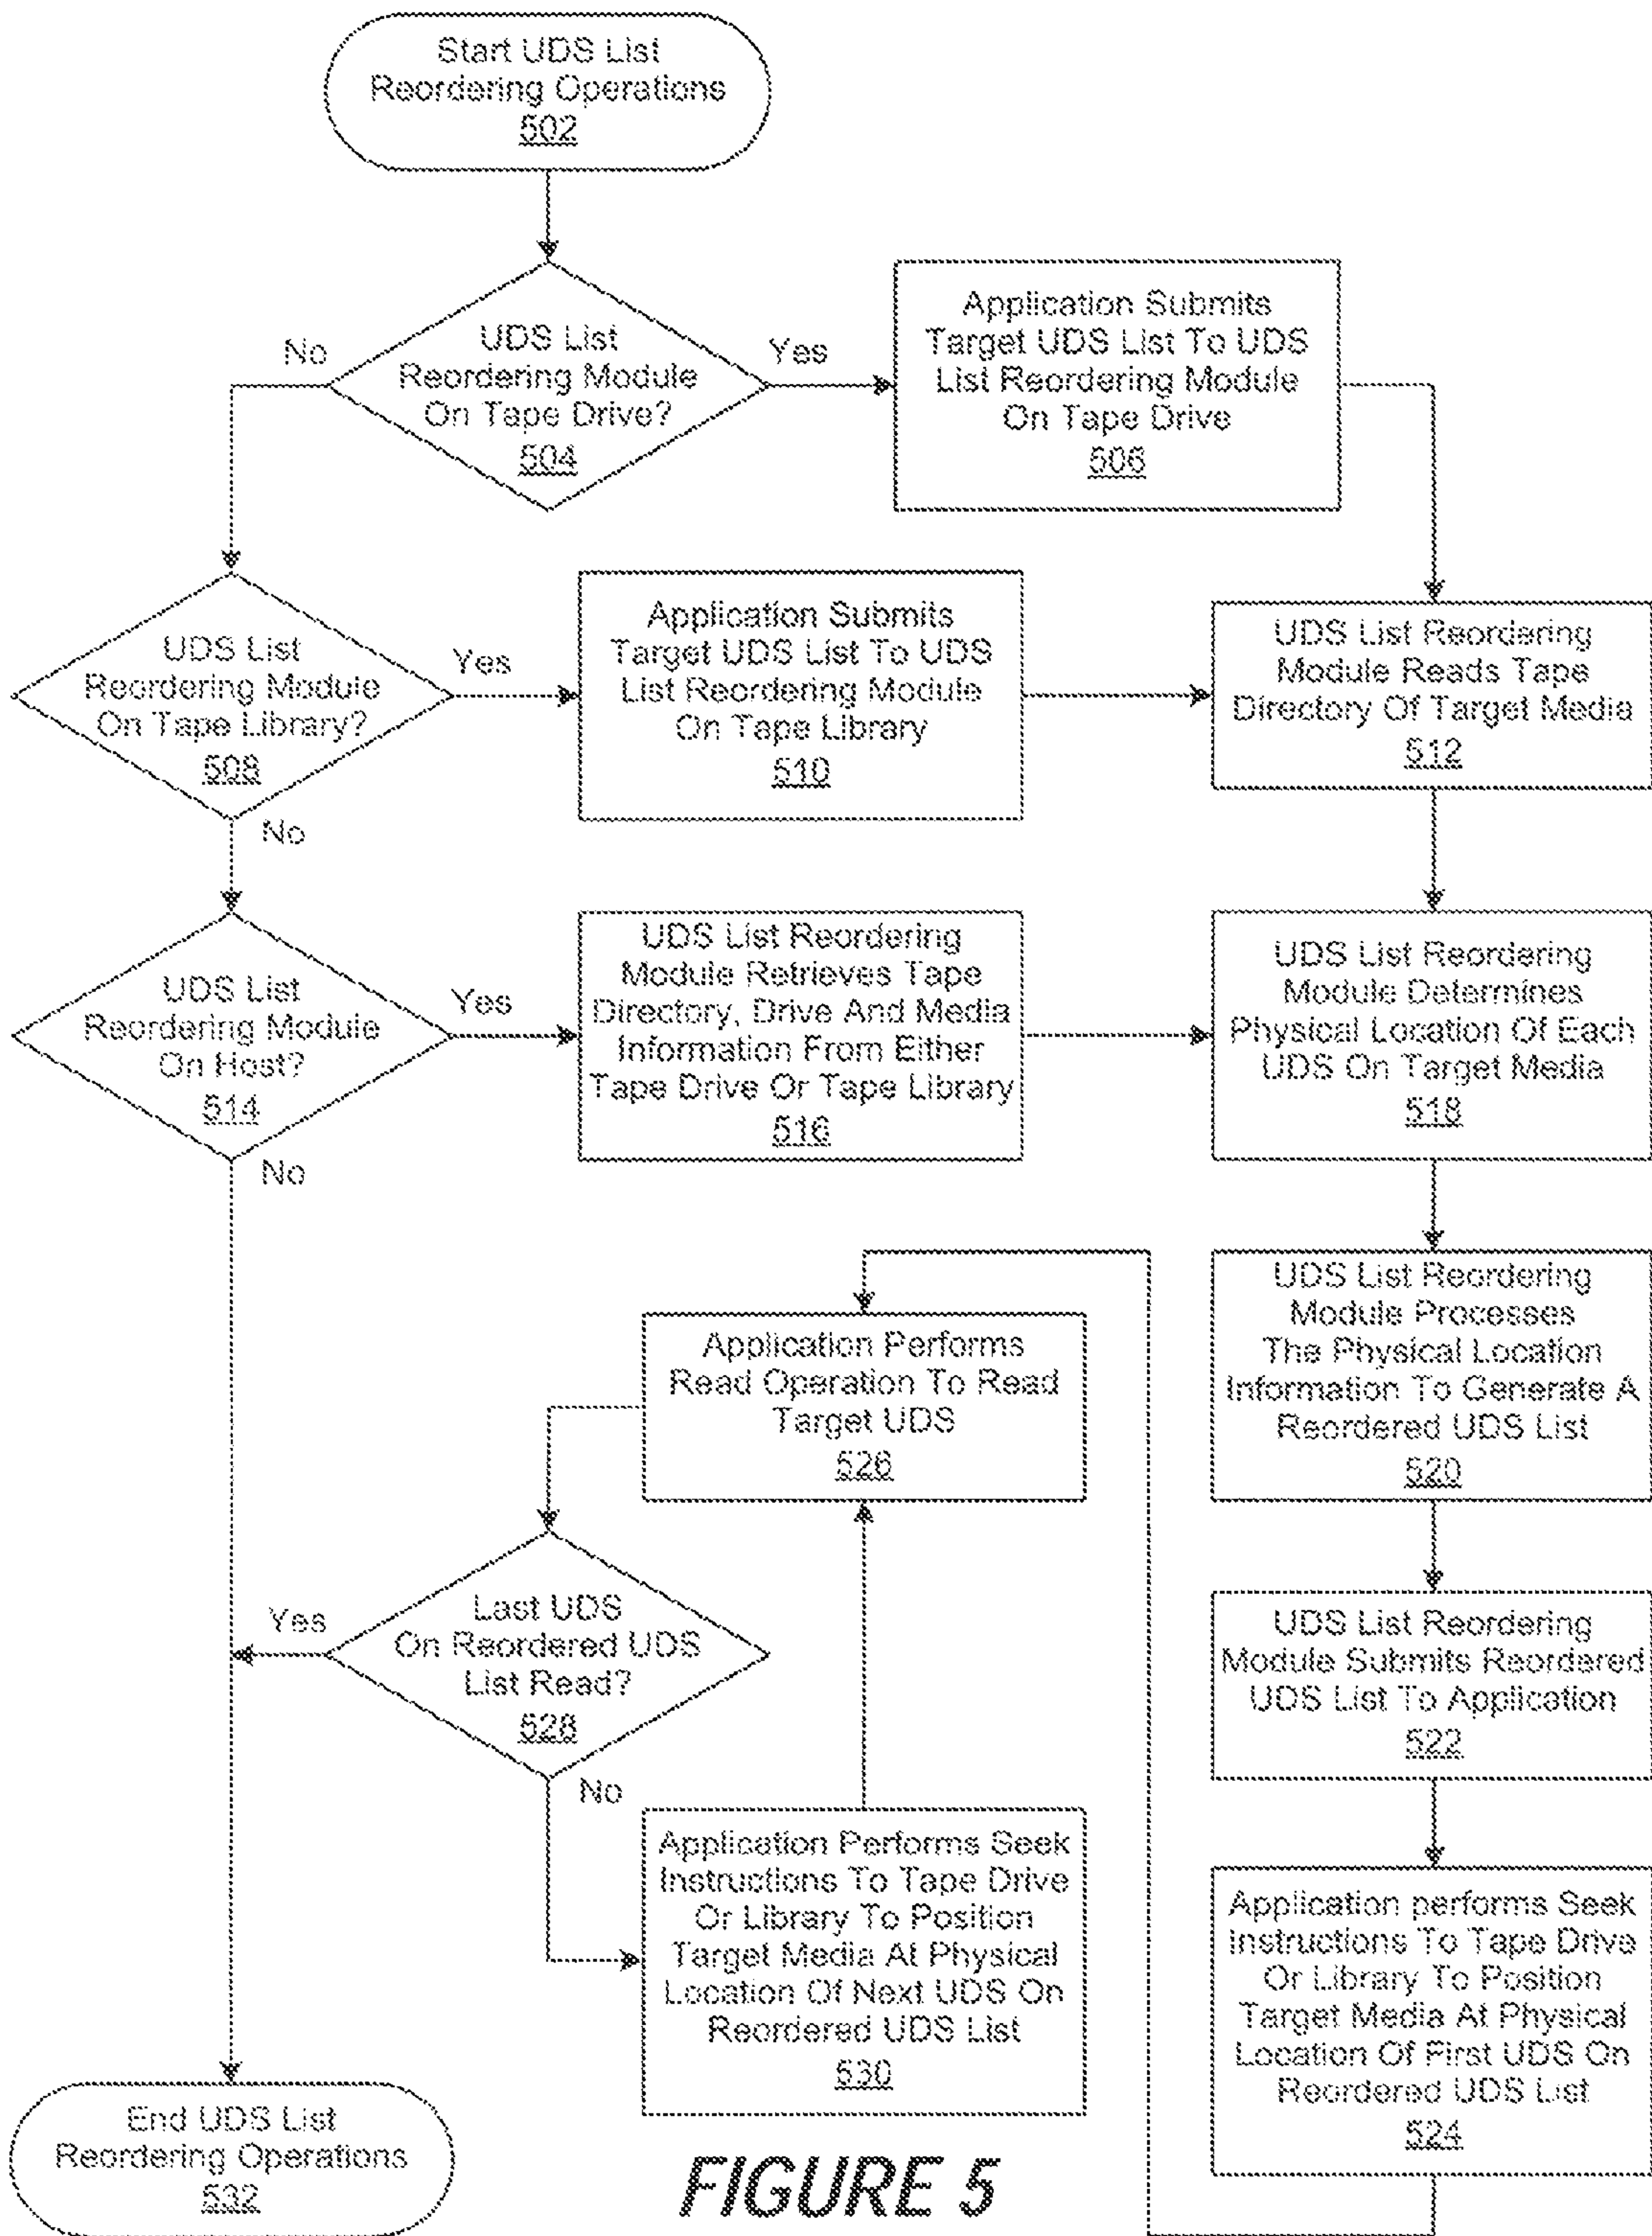 Start UDS List
Reordering Operations
502
UDS List
Reordering Module
On Tape Drive?
504
No
Yes
Application Submits
Target UDS List To UDS
List Reordering Module
On Tape Drive
506
UDS List
Reordering Module
On Tape Library?
508
Yes
No
Application Submits
Target UDS List To UDS
List Reordering Module
On Tape Library
510
UDS List Reordering
Module Reads Tape
Directory Of Target Media
512
UDS List
Reordering Module
On Host?
514
Yes
No
UDS List Reordering
Module Retrieves Tape
Directory, Drive And Media
Information From Either
Tape Drive Or Tape Library
516
UDS List Reordering
Module Determines
Physical Location Of Each
UDS On Target Media
518
UDS List Reordering
Module Processes
The Physical Location
Information To Generate A
Reordered UDS List
520
Application Performs
Read Operation To Read
Target UDS
526
Last UDS
On Reordered UDS
List Read?
528
Yes
No
UDS List Reordering
Module Submits Reordered
UDS List To Application
522
Application Performs Seek
Instructions To Tape Drive
Or Library To Position
Target Media At Physical
Location Of Next UDS On
Reordered UDS List
530
Application performs Seek
Instructions To Tape Drive
Or Library To Position
Target Media At Physical
Location Of First UDS On
Reordered UDS List
524
End UDS List
Reordering Operations
532
FIGURE 5